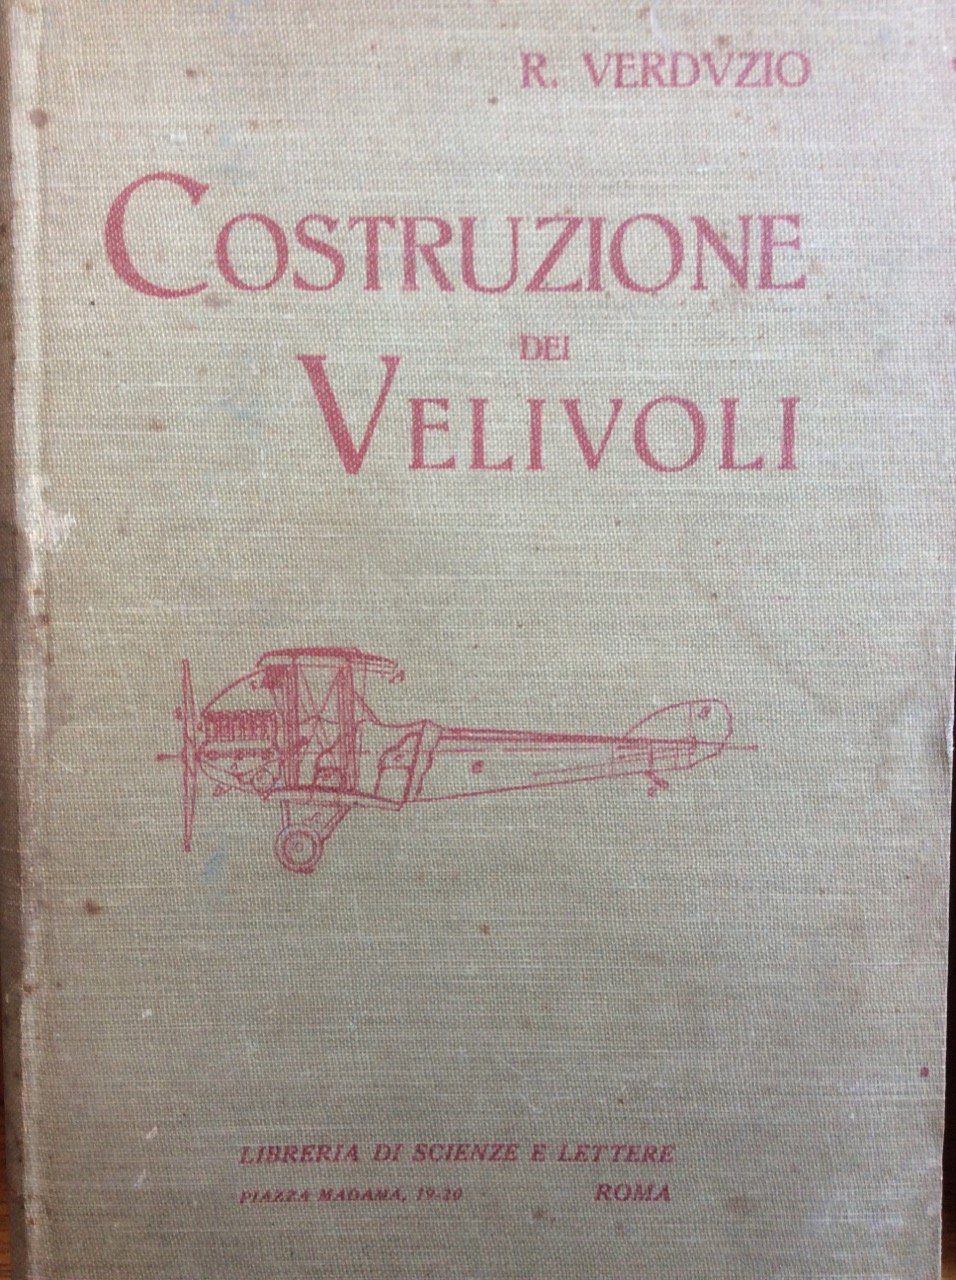 R. VERDVZIO
COSTRUZIONE
DEI
VELIVOLI
LIBRERIA DI SCIENZE E LETTERE
PIAZZA MADAMA, 19-20 ROMA